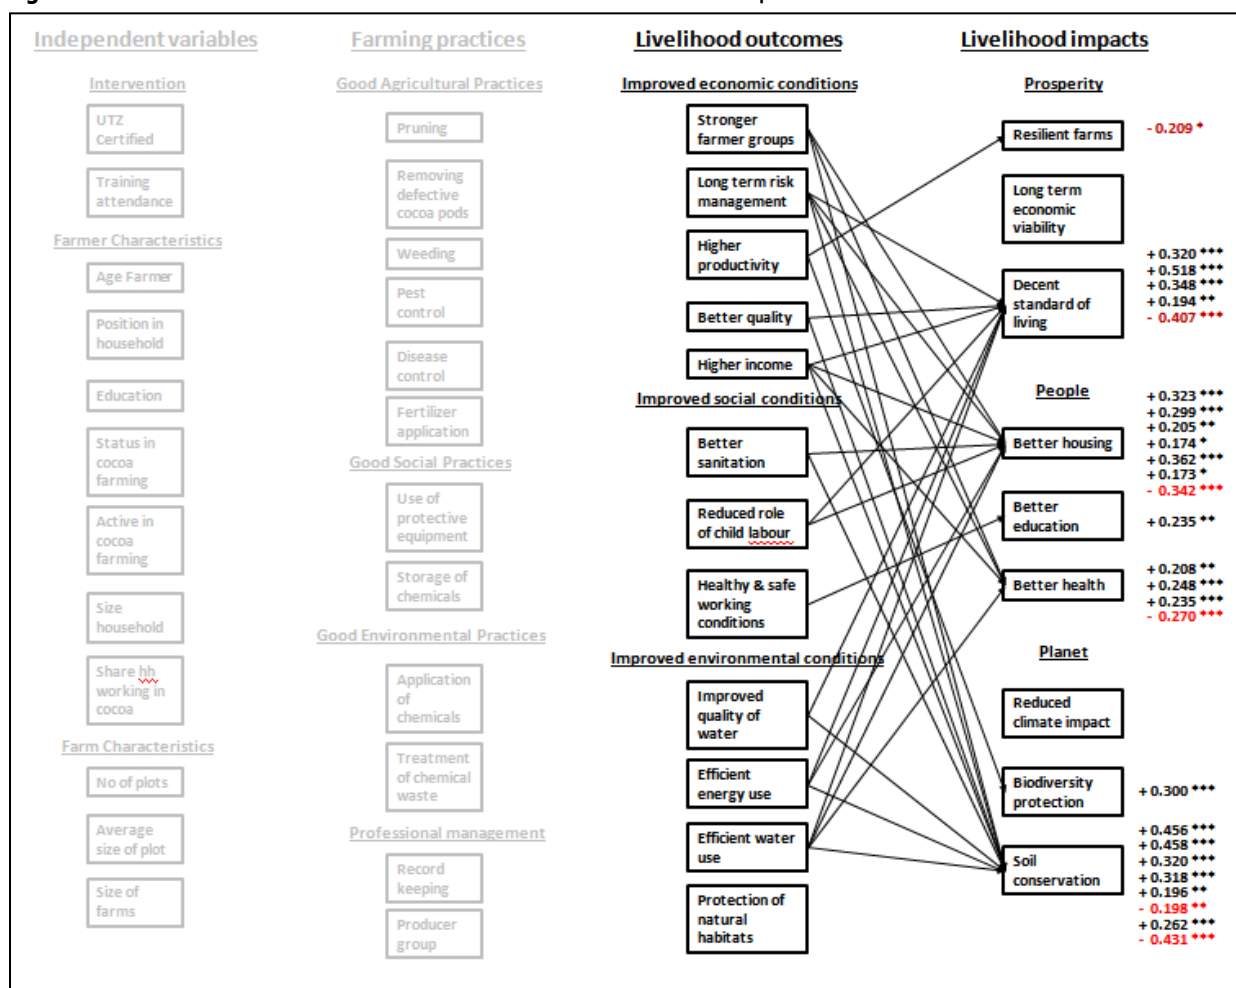 Independent variables
Intervention
UTZ
Certified
Training
attendance
Farmer Characteristics
Age Farmer
Position in
household
Education
Status in
cocoa
farming
Active in
cocoa
farming
Size
household
Share hh
working in
cocoa
Farm Characteristics
No of plots
Average
size of plot
Size of
farms
Farming practices
Good Agricultural Practices
Pruning
Removing
defective
cocoa pods
Weeding
Pest
control
Disease
control
Fertilizer
application
Good Social Practices
Use of
protective
equipment
Storage of
chemicals
Good Environmental Practices
Application
of
chemicals
Treatment
of chemical
waste
Professional management
Record
keeping
Producer
group
Livelihood outcomes
Improved economic conditions
Stronger
farmer groups
Long term risk
management
Higher
productivity
Better quality
Higher income
Improved social conditions
Better
sanitation
Reduced role
of child labour
Healthy & safe
working
conditions
Improved environmental conditions
Improved
quality of
water
Efficient
energy use
Efficient water
use
Protection of
natural
habitats
Livelihood impacts
Prosperity
Resilient farms
- 0.209 *
Long term
economic
viability
Decent
standard of
living
+ 0.320 ***
+ 0.518 ***
+ 0.348 ***
+ 0.194 **
- 0.407 ***
People
Better housing
+ 0.323 ***
+ 0.299 ***
+ 0.205 **
+ 0.174 *
+ 0.362 ***
+ 0.173 *
- 0.342 ***
Better
education
+ 0.235 **
Better health
+ 0.208 **
+ 0.248 ***
+ 0.235 ***
- 0.270 ***
Planet
Reduced
climate impact
Biodiversity
protection
+ 0.300 ***
Soil
conservation
+ 0.456 ***
+ 0.458 ***
+ 0.320 ***
+ 0.318 ***
+ 0.196 **
- 0.198 **
+ 0.262 ***
- 0.431 ***